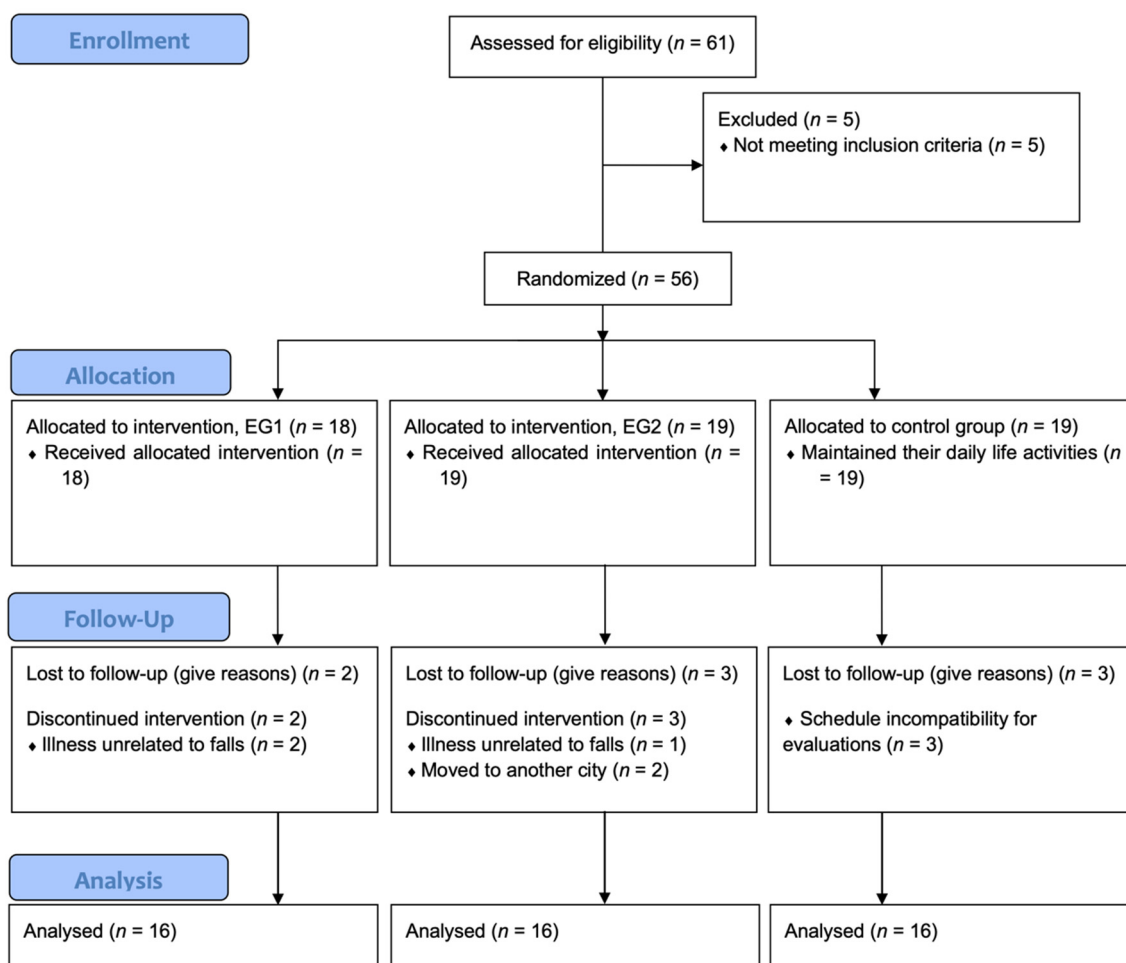 Enrollment
Assessed for eligibility (n = 61)
Excluded (n = 5)
♦ Not meeting inclusion criteria (n = 5)
Randomized (n = 56)
Allocation
Allocated to intervention, EG1 (n = 18)
♦ Received allocated intervention (n =
18)
Allocated to intervention, EG2 (n = 19)
♦ Received allocated intervention (n =
19)
Allocated to control group (n = 19)
♦ Maintained their daily life activities (n
= 19)
Follow-Up
Lost to follow-up (give reasons) (n = 2)
Discontinued intervention (n = 2)
♦ Illness unrelated to falls (n = 2)
Lost to follow-up (give reasons) (n = 3)
Discontinued intervention (n = 3)
♦ Illness unrelated to falls (n = 1)
♦ Moved to another city (n = 2)
Lost to follow-up (give reasons) (n = 3)
♦ Schedule incompatibility for
evaluations (n = 3)
Analysis
Analysed (n = 16)
Analysed (n = 16)
Analysed (n = 16)